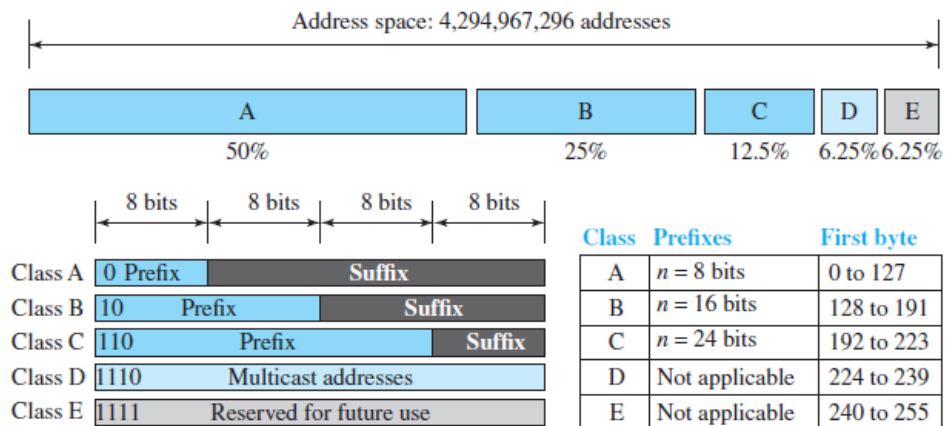 Address space: 4,294,967,296 addresses
A B C D E
50% 25% 12.5% 6.25% 6.25%
8 bits 8 bits 8 bits 8 bits
Class A 0 Prefix Suffix
Class B 10 Prefix Suffix
Class C 110 Prefix Suffix
Class D 1110 Multicast addresses
Class E 1111 Reserved for future use
Class Prefixes First byte
A n = 8 bits 0 to 127
B n = 16 bits 128 to 191
C n = 24 bits 192 to 223
D Not applicable 224 to 239
E Not applicable 240 to 255